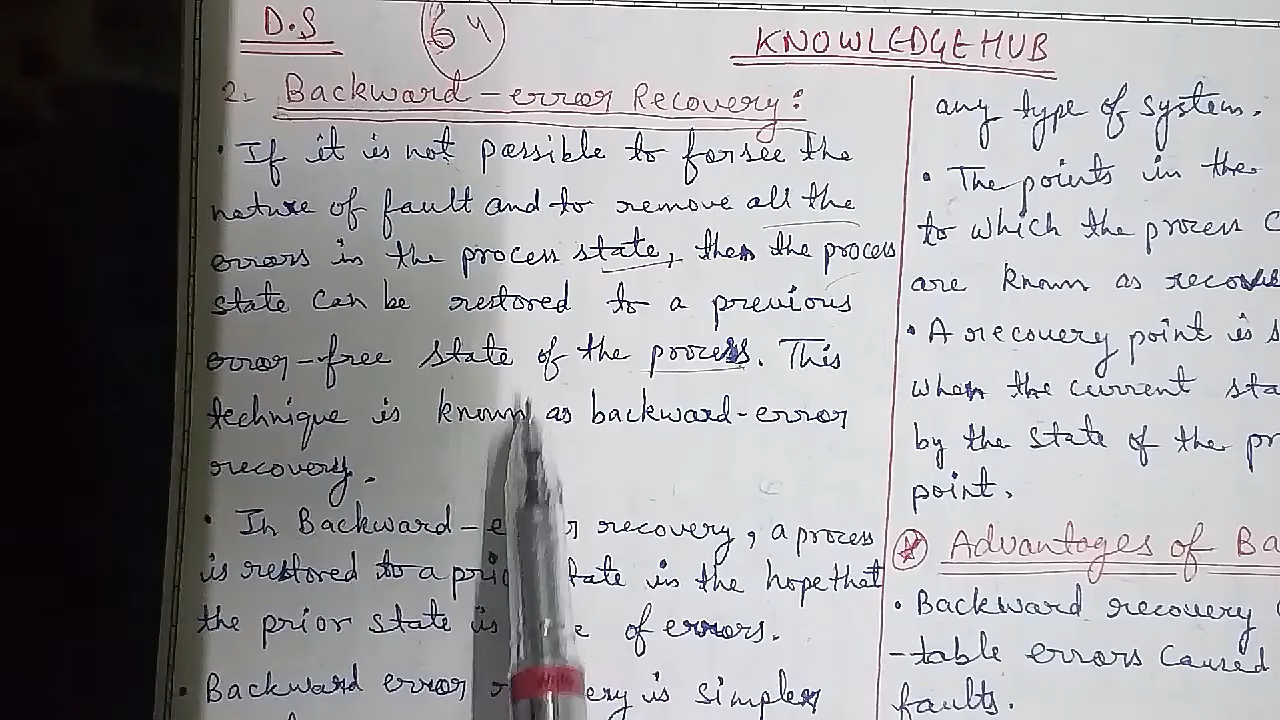 D.S
64
KNOWLEDGE HUB
2. Backward-error Recovery:
• If it is not possible to forsee the
nature of fault and to remove all the
errors in the process state, then the process
state can be restored to a previous
error-free state of the process. This
technique is known as backward-error
recovery.
• In Backward- recovery, a process
is restored to a in the hope that
the prior state is of errors.
• Backward error is simpler
any type of system.
• The points in the
to which the process
are known as
• A recovery point is
when the current
by the state of the
point.
Advantages of
• Backward recovery
-table errors caused
faults.